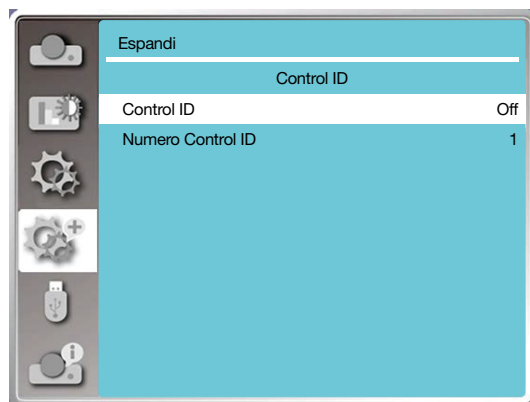 Espandi
Control ID
Control ID Off
Numero Control ID 1